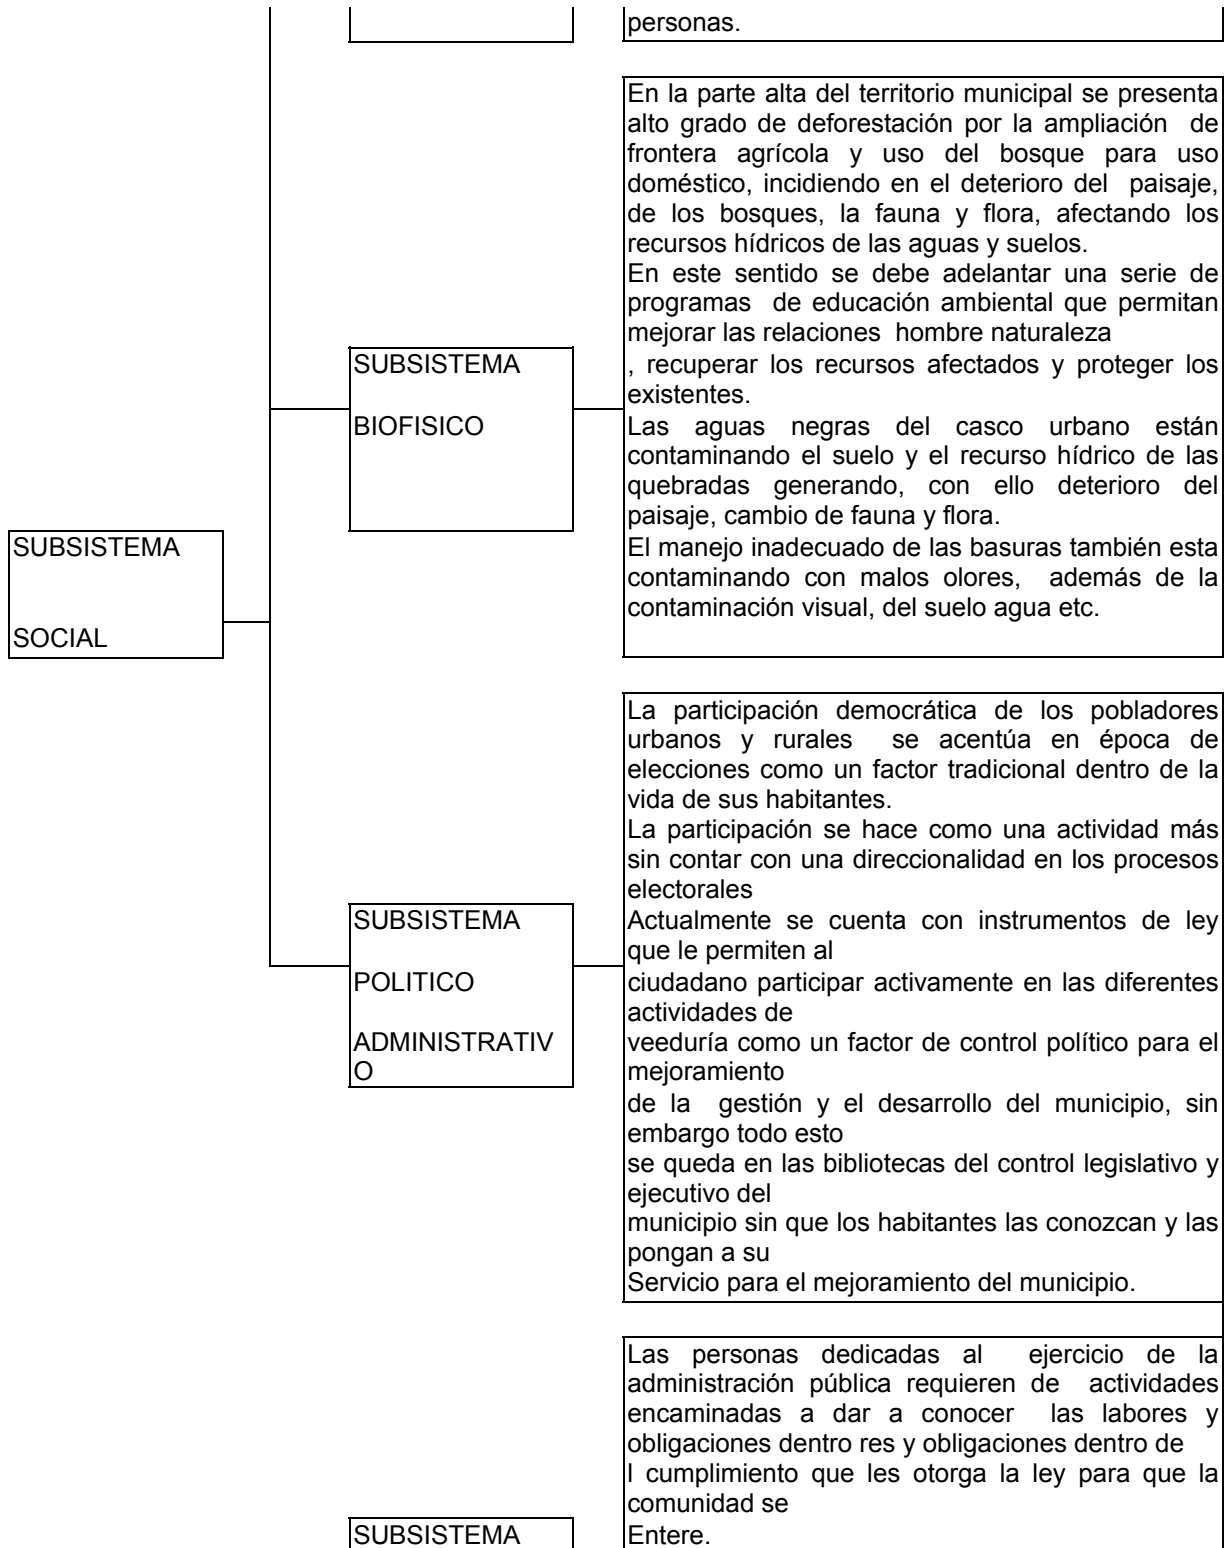 personas.
En la parte alta del territorio municipal se presenta
alto grado de deforestación por la ampliación de
frontera agrícola y uso del bosque para uso
doméstico, incidiendo en el deterioro del paisaje,
de los bosques, la fauna y flora, afectando los
recursos hídricos de las aguas y suelos.
En este sentido se debe adelantar una serie de
programas de educación ambiental que permitan
mejorar las relaciones hombre naturaleza
, recuperar los recursos afectados y proteger los
existentes.
Las aguas negras del casco urbano están
contaminando el suelo y el recurso hídrico de las
quebradas generando, con ello deterioro del
paisaje, cambio de fauna y flora.
El manejo inadecuado de las basuras también esta
contaminando con malos olores, además de la
contaminación visual, del suelo agua etc.
SUBSISTEMA
BIOFISICO
SUBSISTEMA
SOCIAL
La participación democrática de los pobladores
urbanos y rurales se acentúa en época de
elecciones como un factor tradicional dentro de la
vida de sus habitantes.
La participación se hace como una actividad más
sin contar con una direccionalidad en los procesos
electorales
Actualmente se cuenta con instrumentos de ley
que le permiten al
ciudadano participar activamente en las diferentes
actividades de
veeduría como un factor de control político para el
mejoramiento
de la gestión y el desarrollo del municipio, sin
embargo todo esto
se queda en las bibliotecas del control legislativo y
ejecutivo del
municipio sin que los habitantes las conozcan y las
pongan a su
Servicio para el mejoramiento del municipio.
SUBSISTEMA
POLITICO
ADMINISTRATIV
O
Las personas dedicadas al ejercicio de la
administración pública requieren de actividades
encaminadas a dar a conocer las labores y
obligaciones dentro res y obligaciones dentro de
l cumplimiento que les otorga la ley para que la
comunidad se
Entere.
SUBSISTEMA